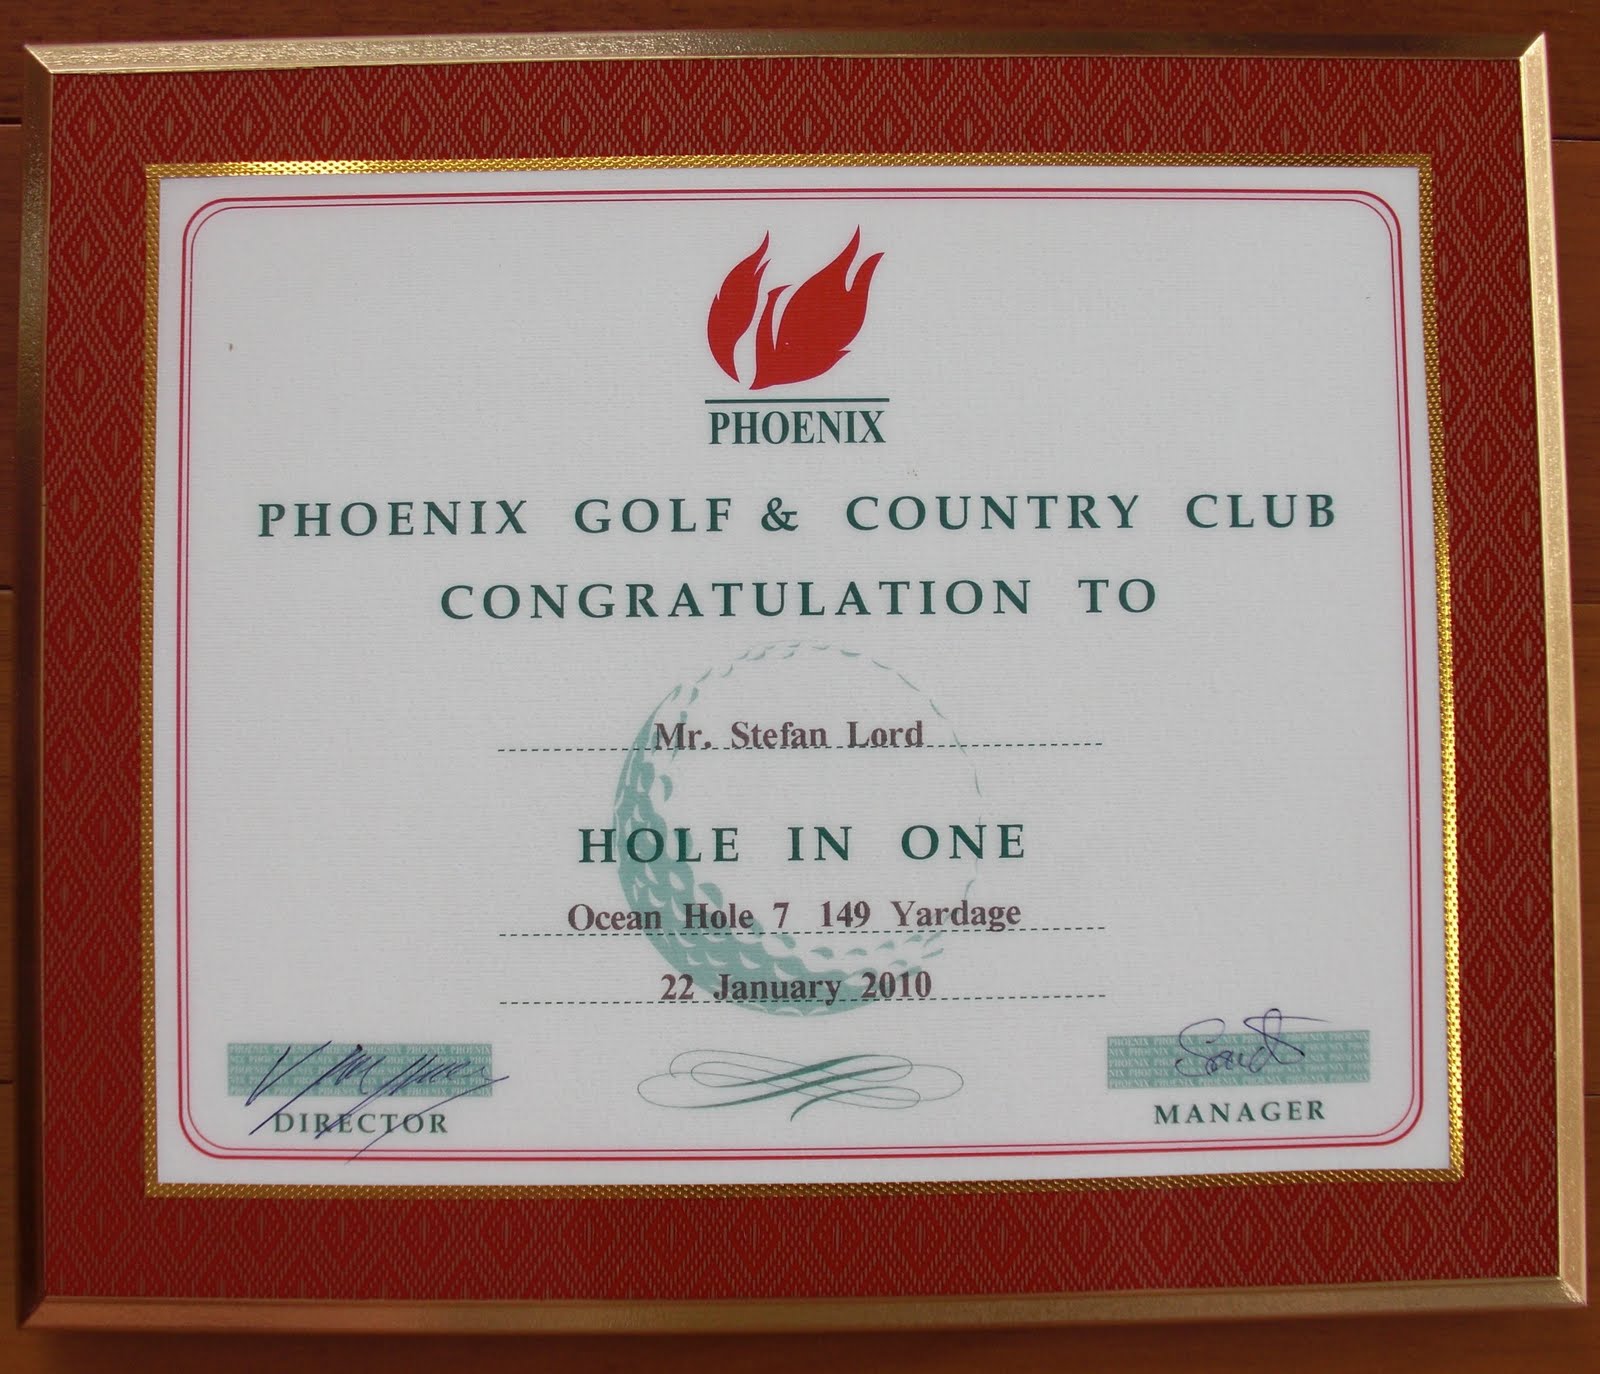 PHOENIX
PHOENIX GOLF & COUNTRY CLUB
CONGRATULATION TO
Mr. Stefan Lord
HOLE IN ONE
Ocean Hole 7 149 Yardage
22 January 2010
DIRECTOR
MANAGER